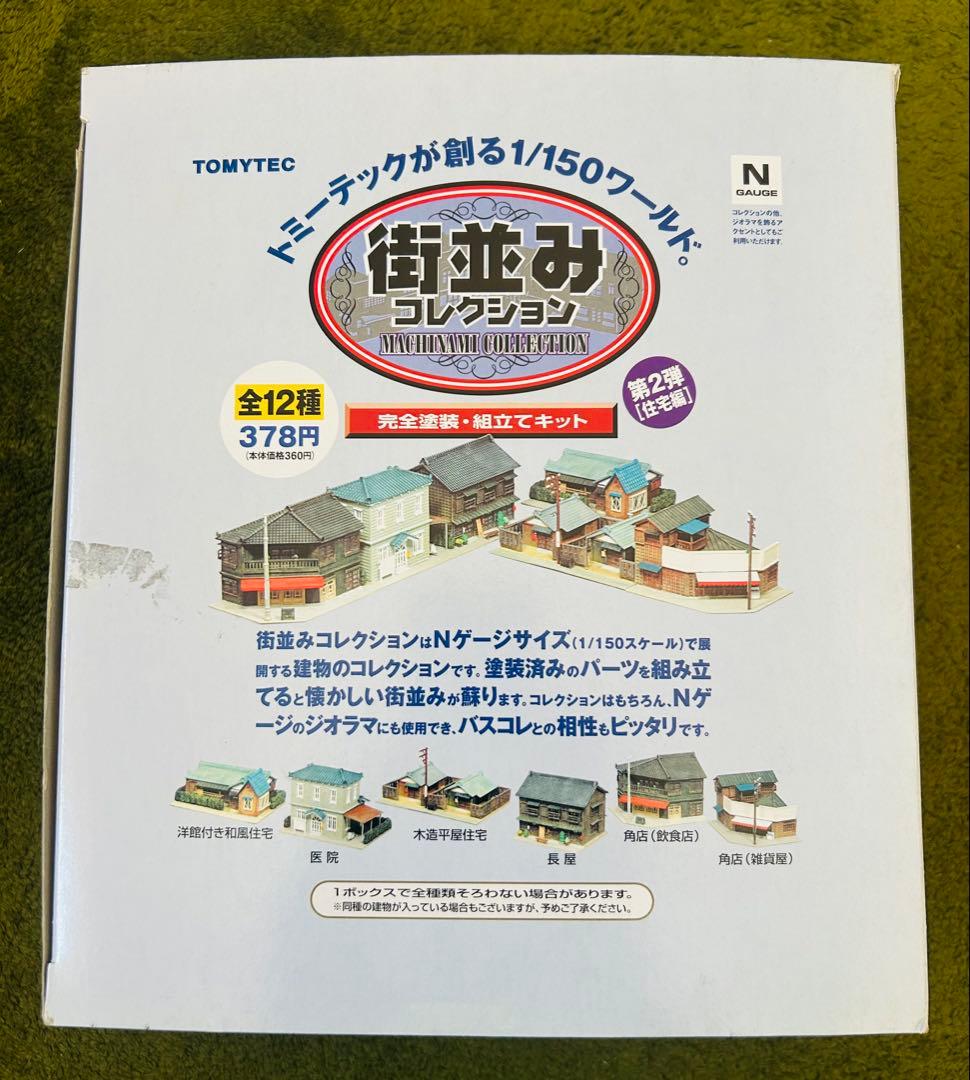 TOMYTEC
トミーテックが創る1/150ワールド。
N
GAUGE
コレクションの他、
ジオラマを飾るア
クセントとしてもご
利用いただけます。
街並み
コレクション
MACHINAMI COLLECTION
第2弾
[住宅編]
全12種
378円
(本体価格360円)
完全塗装・組立てキット
街並みコレクションはNゲージサイズ(1/150スケール)で展
開する建物のコレクションです。塗装済みのパーツを組み立
てると懐かしい街並みが蘇ります。コレクションはもちろん、Nゲ
ージのジオラマにも使用でき、バスコレとの相性もピッタリです。
洋館付き和風住宅
医院
木造平屋住宅
長屋
角店(飲食店)
角店(雑貨屋)
1ボックスで全種類そろわない場合があります。
※同種の建物が入っている場合もございますが、予めご了承ください。